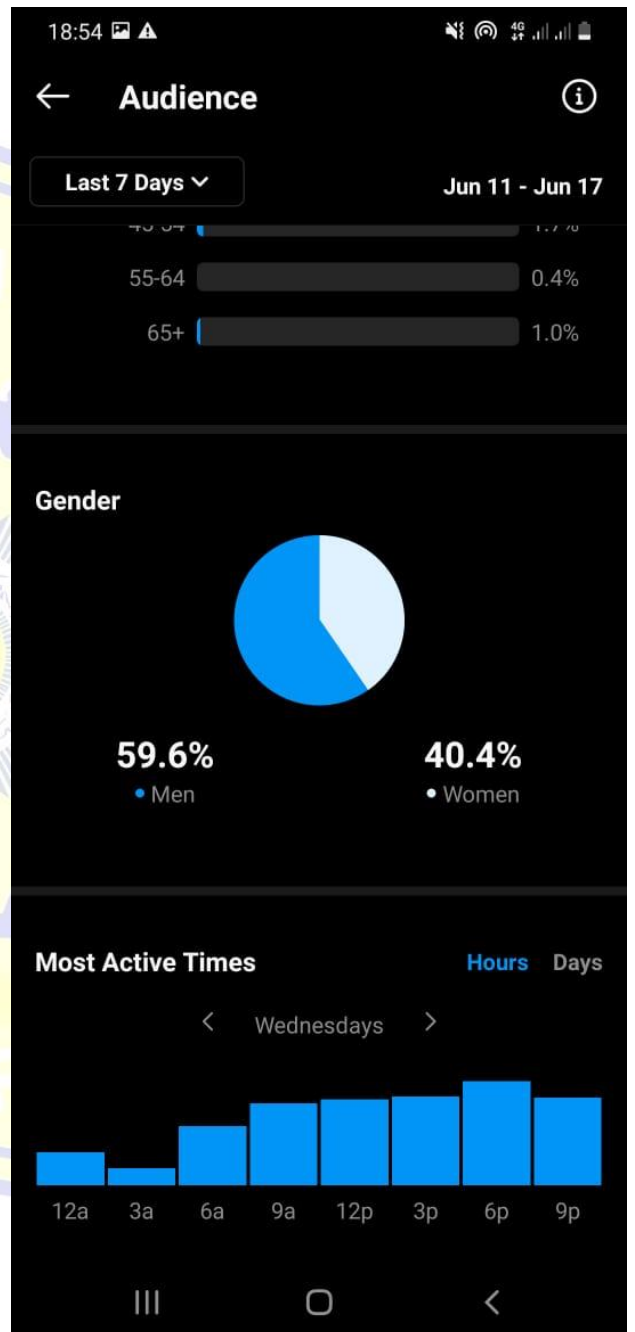 18:54
4G
Audience
Last 7 Days
Jun 11 - Jun 17
55-64 0.4%
65+ 1.0%
Gender
59.6% 40.4%
Men Women
Most Active Times Hours Days
Wednesdays
12a 3a 6a 9a 12p 3p 6p 9p